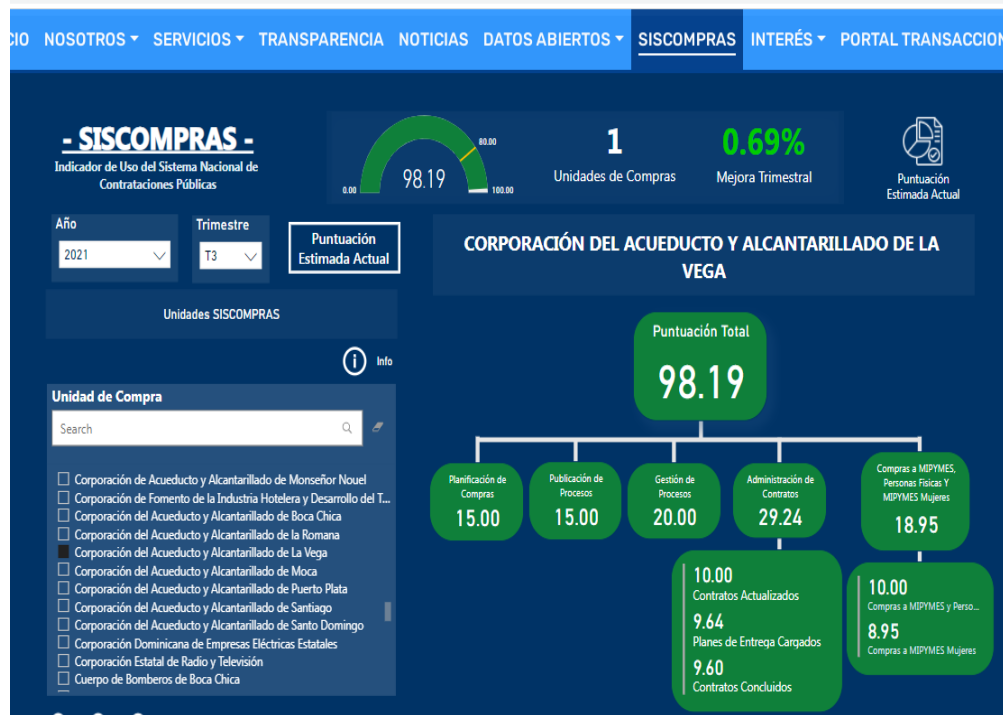 CIO NOSOTROS SERVICIOS TRANSPARENCIA NOTICIAS DATOS ABIERTOS SISCOMPRAS INTERÉS PORTAL TRANSACCION
- SISCOMPRAS -
Indicador de Uso del Sistema Nacional de
Contrataciones Públicas
0.00
98.19
80.00
100.00
1
Unidades de Compras
0.69%
Mejora Trimestral
Puntuación
Estimada Actual
Año
2021
Trimestre
T3
Puntuación
Estimada Actual
CORPORACIÓN DEL ACUEDUCTO Y ALCANTARILLADO DE LA
VEGA
Unidades SISCOMPRAS
i Info
Unidad de Compra
Search
Corporación de Acueducto y Alcantarillado de Monseñor Nouel
Corporación de Fomento de la Industria Hotelera y Desarrollo del T...
Corporación del Acueducto y Alcantarillado de Boca Chica
Corporación del Acueducto y Alcantarillado de la Romana
Corporación del Acueducto y Alcantarillado de La Vega
Corporación del Acueducto y Alcantarillado de Moca
Corporación del Acueducto y Alcantarillado de Puerto Plata
Corporación del Acueducto y Alcantarillado de Santiago
Corporación del Acueducto y Alcantarillado de Santo Domingo
Corporación Dominicana de Empresas Eléctricas Estatales
Corporación Estatal de Radio y Televisión
Cuerpo de Bomberos de Boca Chica
Puntuación Total
98.19
Planificación de
Compras
15.00
Publicación de
Procesos
15.00
Gestión de
Procesos
20.00
Administración de
Contratos
29.24
Compras a MIPYMES,
Personas Fisicas Y
MIPYMES Mujeres
18.95
10.00
Contratos Actualizados
9.64
Planes de Entrega Cargados
9.60
Contratos Concluidos
10.00
Compras a MIPYMES y Perso...
8.95
Compras a MIPYMES Mujeres